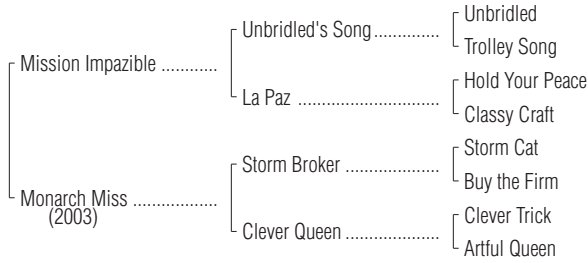 Unbridled
Unbridled's Song ................
Trolley Song
Mission Impazible ............
Hold Your Peace
La Paz ...............................
Classy Craft
Storm Cat
Storm Broker .....................
Buy the Firm
Monarch Miss ..................
(2003)
Clever Trick
Clever Queen .....................
Artful Queen